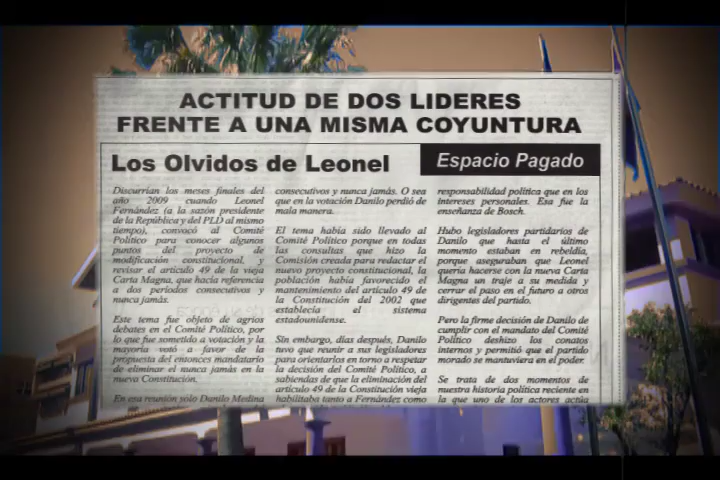 ACTITUD DE DOS LIDERES
FRENTE A UNA MISMA COYUNTURA
Los Olvidos de Leonel
Espacio Pagado
Discurrían los meses finales del
año 2009 cuando Leonel
Fernández (a la sazón presidente
de la República y del PLD al mismo
tiempo), convocó al Comité
Político para conocer algunos
puntos del proyecto de
modificación constitucional, y
revisar el artículo 49 de la vieja
Carta Magna, que hacía referencia
a dos períodos consecutivos y
nunca jamás.
Este tema fue objeto de agrios
debates en el Comité Político, por
lo que fue sometido a votación y la
mayoría votó a favor de la
propuesta del entonces mandatario
de eliminar el nunca jamás en la
nueva Constitución.
En esa reunión sólo Danilo Medina
consecutivos y nunca jamás. O sea
que en la votación Danilo perdió de
mala manera.
El tema había sido llevado al
Comité Político porque en todas
las consultas que hizo la
Comisión creada para redactar el
nuevo proyecto constitucional, la
población había favorecido el
mantenimiento del artículo 49 de
la Constitución del 2002 que
establecía el sistema
estadounidense.
Sin embargo, días después, Danilo
tuvo que reunir a sus legisladores
para orientarlos en torno a respetar
la decisión del Comité Político, a
sabiendas de que la eliminación del
artículo 49 de la Constitución vieja
habilitaba tanto a Fernández como
responsabilidad política que en los
intereses personales. Esa fue la
enseñanza de Bosch.
Hubo legisladores partidarios de
Danilo que hasta el último
momento estaban en rebeldía,
porque aseguraban que Leonel
quería hacerse con la nueva Carta
Magna un traje a su medida y
cerrar el paso en el futuro a otros
dirigentes del partido.
Pero la firme decisión de Danilo de
cumplir con el mandato del Comité
Político deshizo los conatos
internos y permitió que el partido
morado se mantuviera en el poder.
Se trata de dos momentos de
nuestra historia política reciente en
la que uno de los actores actúa